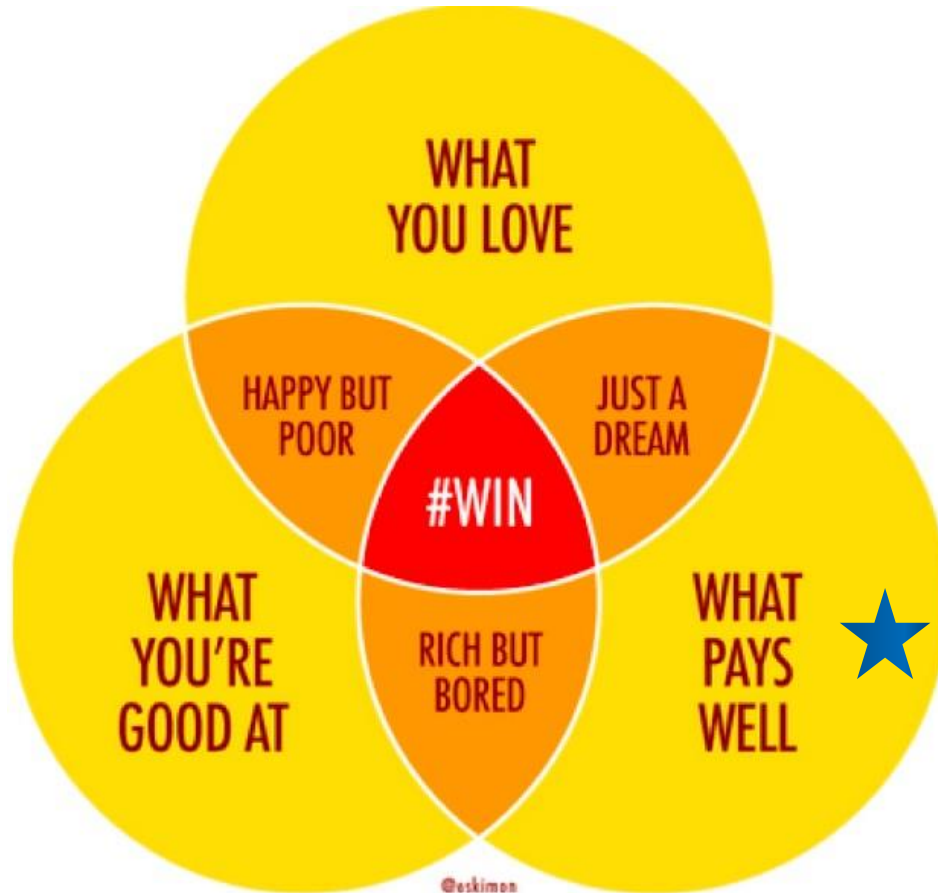 WHAT
YOU LOVE
HAPPY BUT
POOR
JUST A
DREAM
#WIN
WHAT
YOU'RE
GOOD AT
RICH BUT
BORED
WHAT
PAYS
WELL
@eskimon